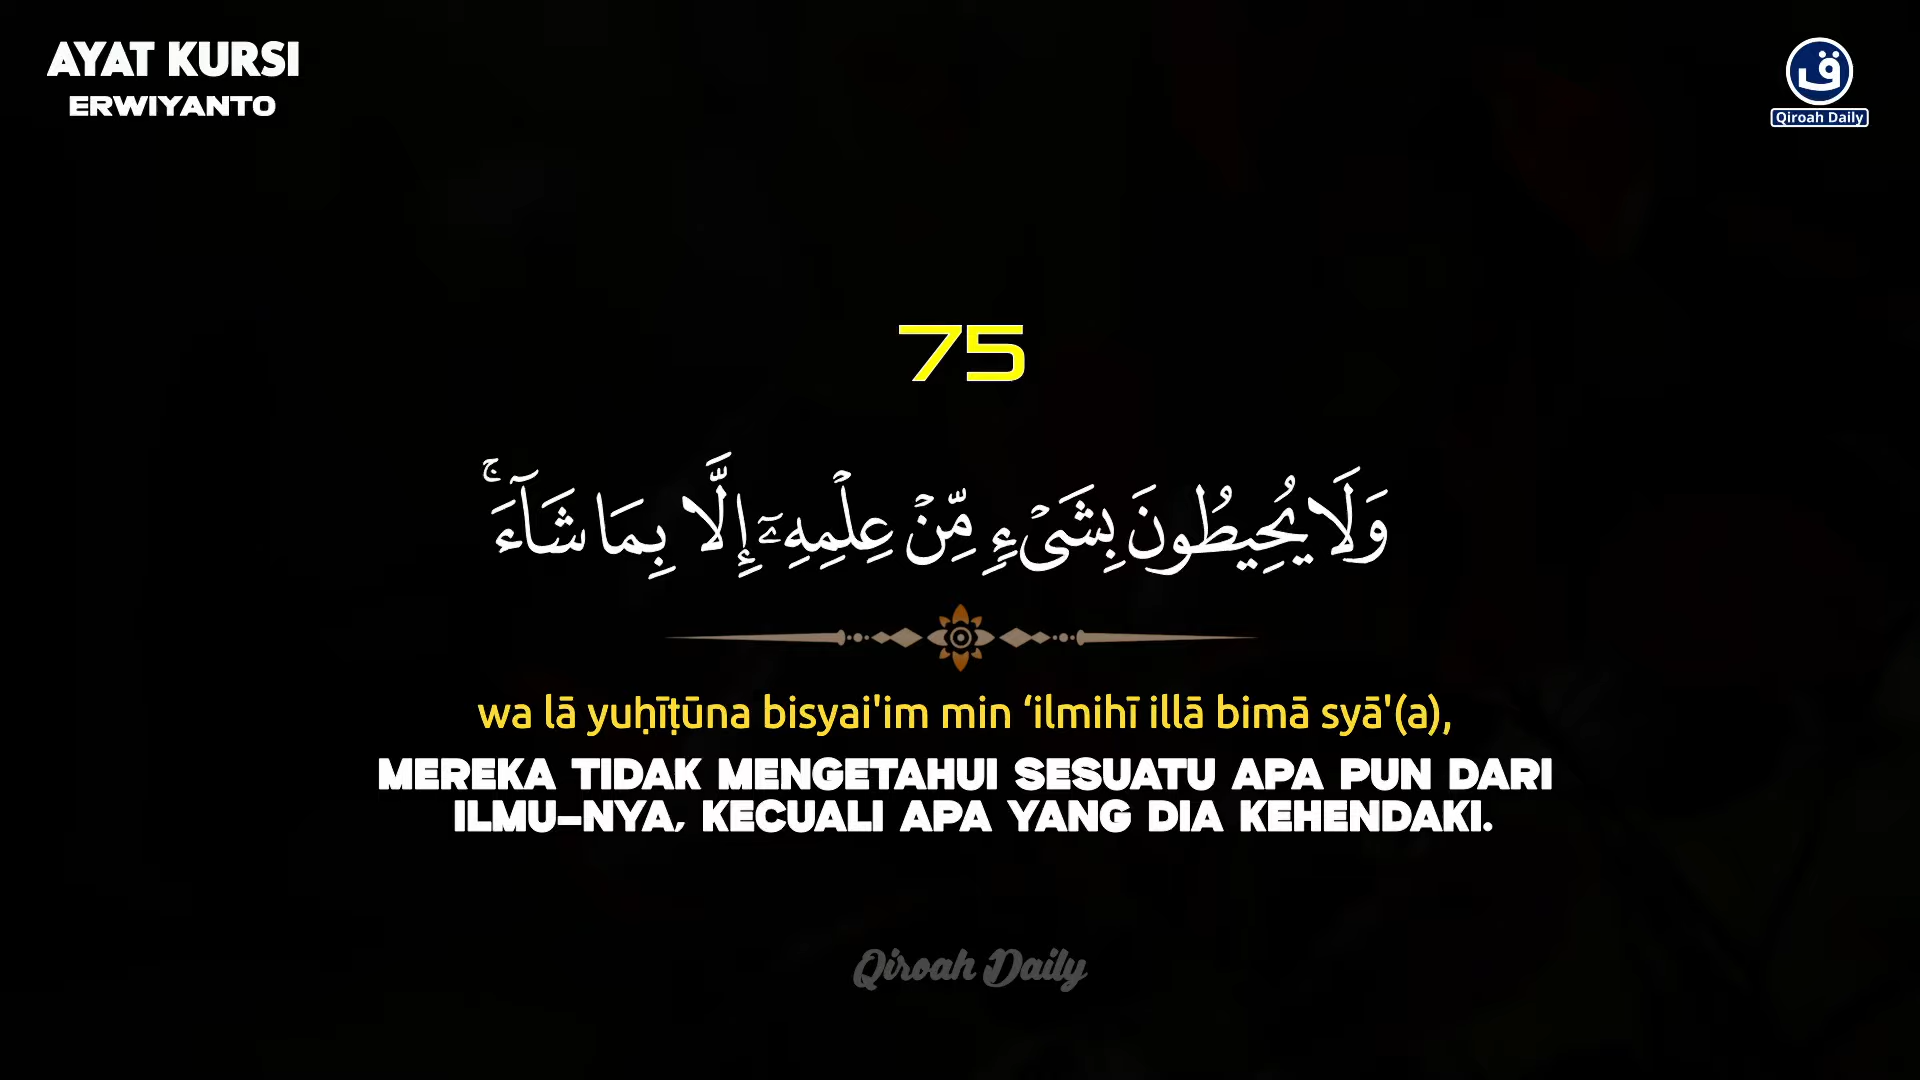 AYAT KURSI
ERWIYANTO
ق
Qiroah Daily
75
وَلَا يُحِيطُونَ بِشَىْءٍ مِّنْ عِلْمِهِۦٓ إِلَّا بِمَا شَآءَ ۚ
wa lā yuḥīṭūna bisyai'im min ‘ilmihī illā bimā syā'(a),
MEREKA TIDAK MENGETAHUI SESUATU APA PUN DARI
ILMU-NYA, KECUALI APA YANG DIA KEHENDAKI.
Qiroah Daily